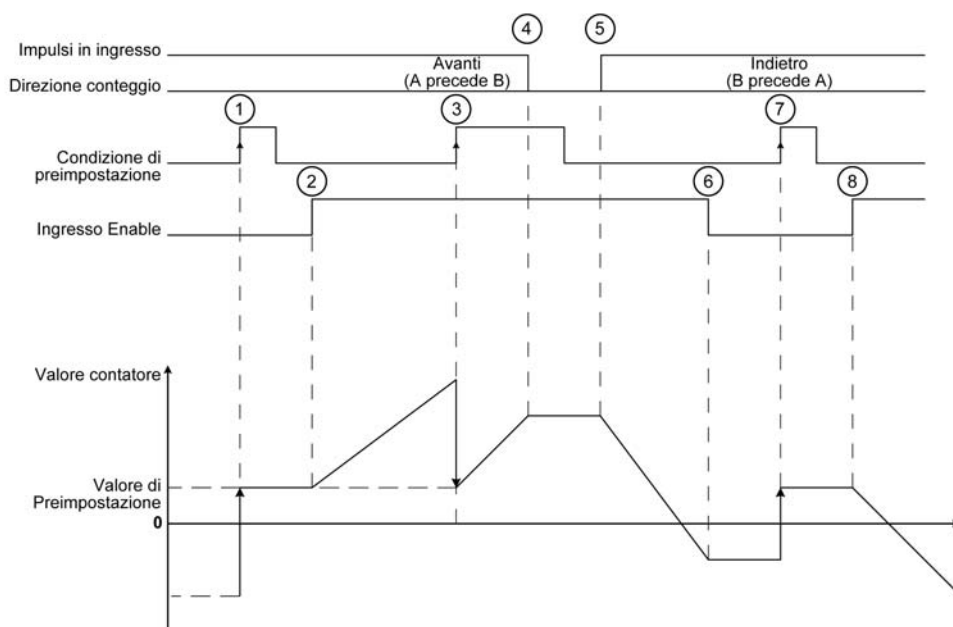 4
5
Impulsi in ingresso
Avanti
(A precede B)
Indietro
(B precede A)
Direzione conteggio
1
3
7
Condizione di
preimpostazione
2
6
8
Ingresso Enable
Valore contatore
Valore di
Preimpostazione
0